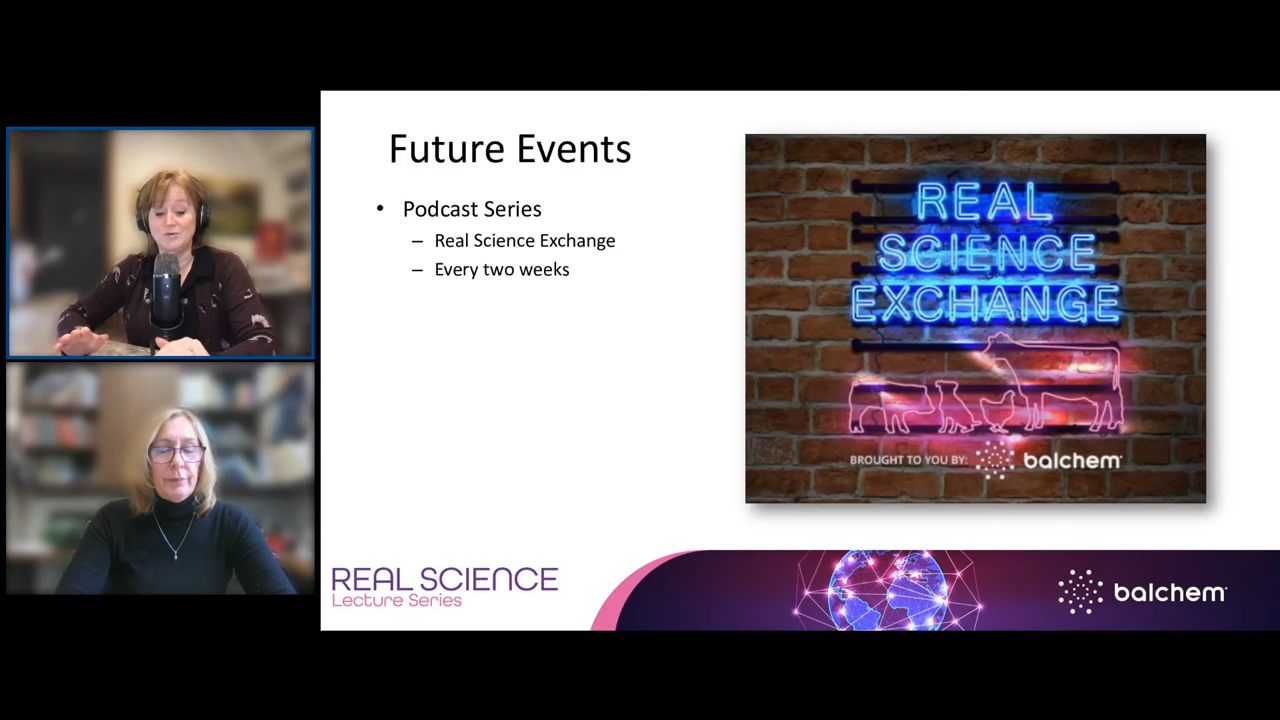 Future Events
• Podcast Series
– Real Science Exchange
– Every two weeks
REAL
SCIENCE
EXCHANGE
BROUGHT TO YOU BY: balchem
REAL SCIENCE
Lecture Series
balchem